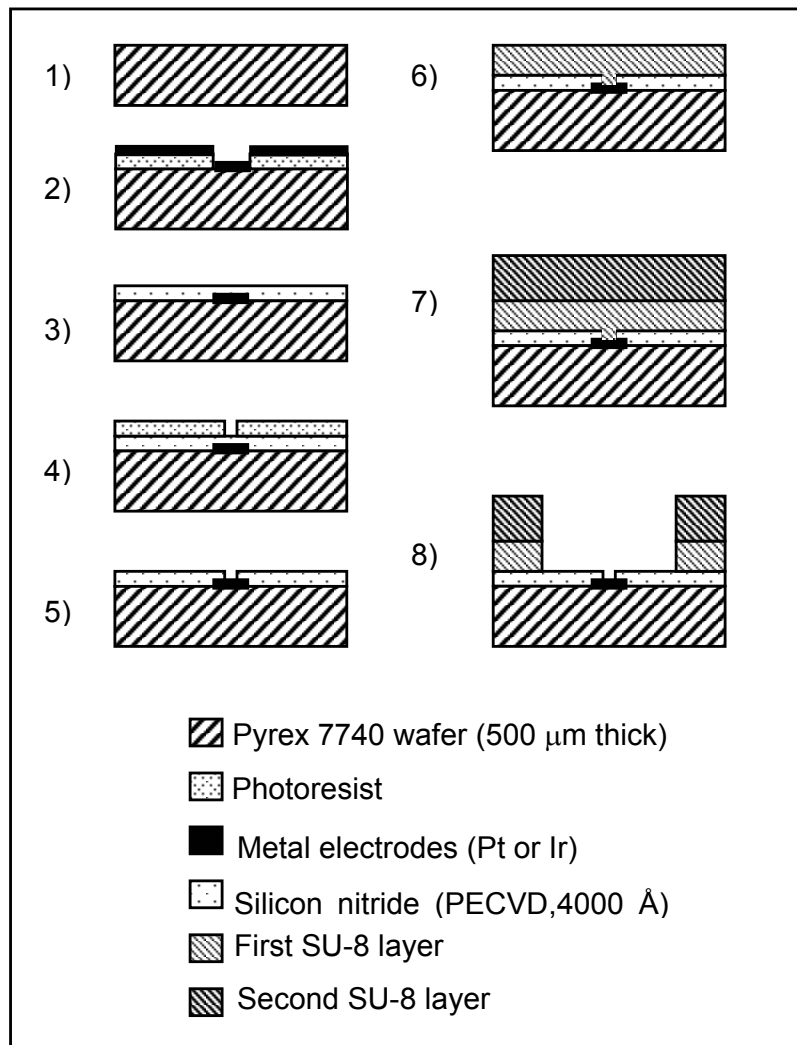 1)
2)
3)
4)
5)
6)
7)
8)
Pyrex 7740 wafer (500 μm thick)
Photoresist
Metal electrodes (Pt or Ir)
Silicon nitride (PECVD,4000 Å)
First SU-8 layer
Second SU-8 layer